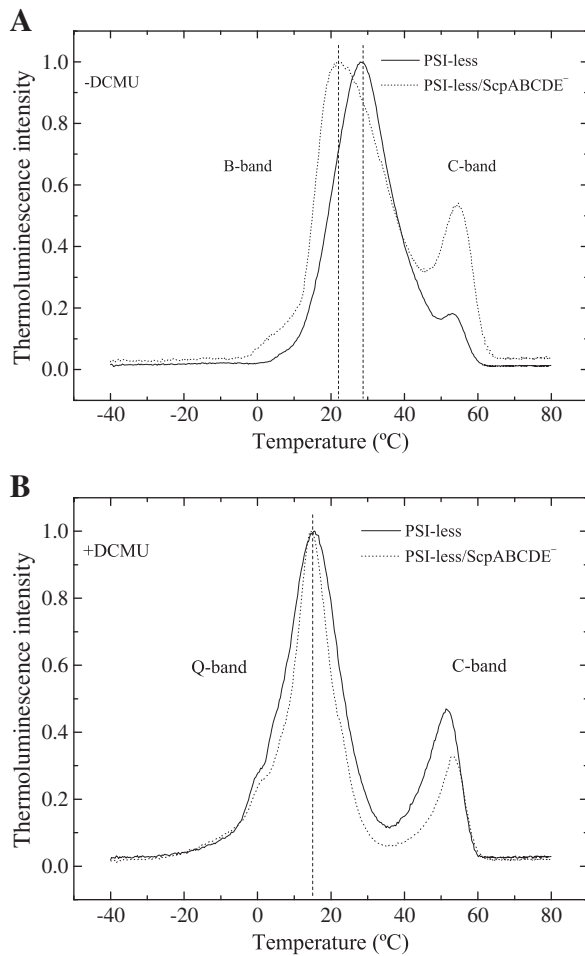 A
-DCMU
PSI-less
PSI-less/ScpABCDE⁻
B-band
C-band
Thermoluminescence intensity
1.0
0.8
0.6
0.4
0.2
0.0
-40 -20 0 20 40 60 80
Temperature (ºC)
B
+DCMU
PSI-less
PSI-less/ScpABCDE⁻
Q-band
C-band
Thermoluminescence intensity
1.0
0.8
0.6
0.4
0.2
0.0
-40 -20 0 20 40 60 80
Temperature (ºC)